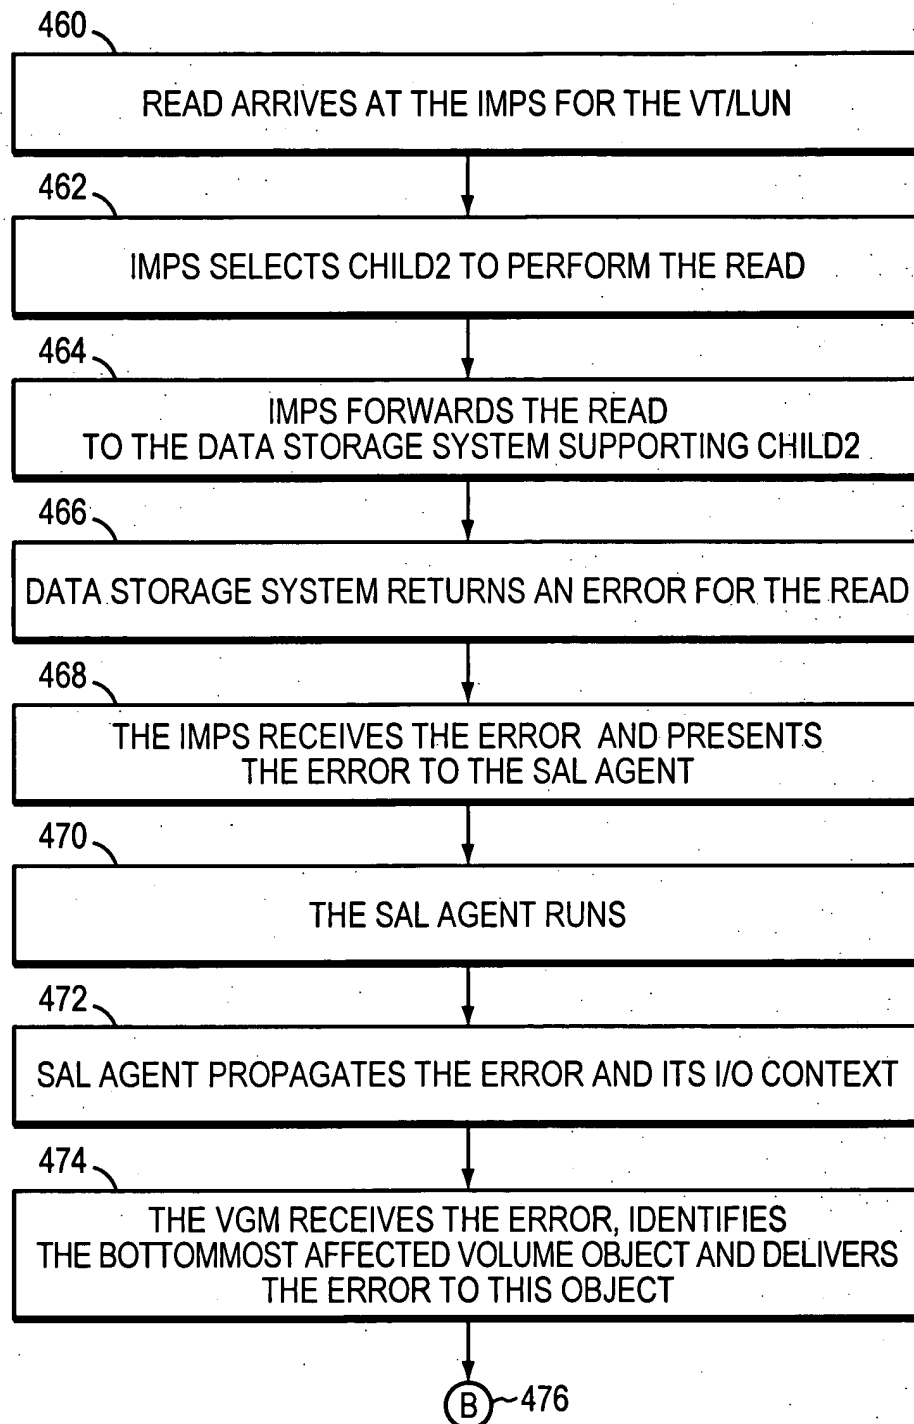 460
READ ARRIVES AT THE IMPS FOR THE VT/LUN
462
IMPS SELECTS CHILD2 TO PERFORM THE READ
464
IMPS FORWARDS THE READ
TO THE DATA STORAGE SYSTEM SUPPORTING CHILD2
466
DATA STORAGE SYSTEM RETURNS AN ERROR FOR THE READ
468
THE IMPS RECEIVES THE ERROR AND PRESENTS
THE ERROR TO THE SAL AGENT
470
THE SAL AGENT RUNS
472
SAL AGENT PROPAGATES THE ERROR AND ITS I/O CONTEXT
474
THE VGM RECEIVES THE ERROR, IDENTIFIES
THE BOTTOMMOST AFFECTED VOLUME OBJECT AND DELIVERS
THE ERROR TO THIS OBJECT
B 476